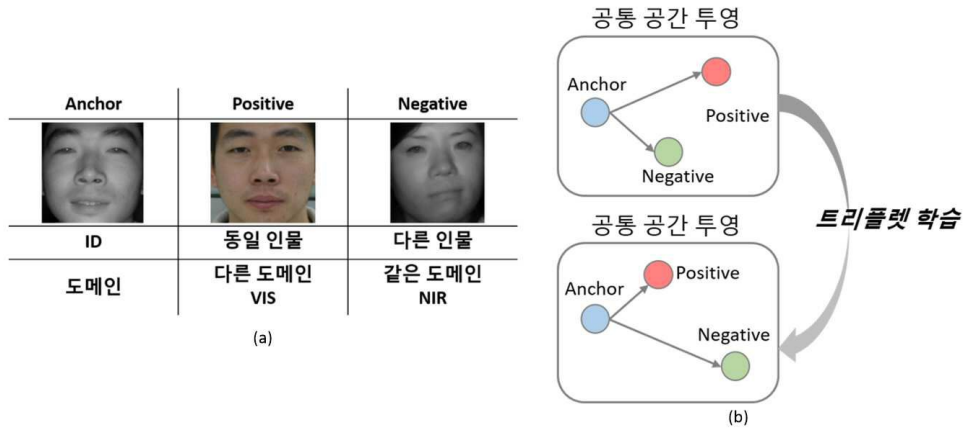 Anchor Positive Negative
ID 동일 인물 다른 인물
도메인 다른 도메인 같은 도메인
VIS NIR
(a)
공통 공간 투영
Anchor
Positive
Negative
트리플렛 학습
공통 공간 투영
Positive
Anchor
Negative
(b)